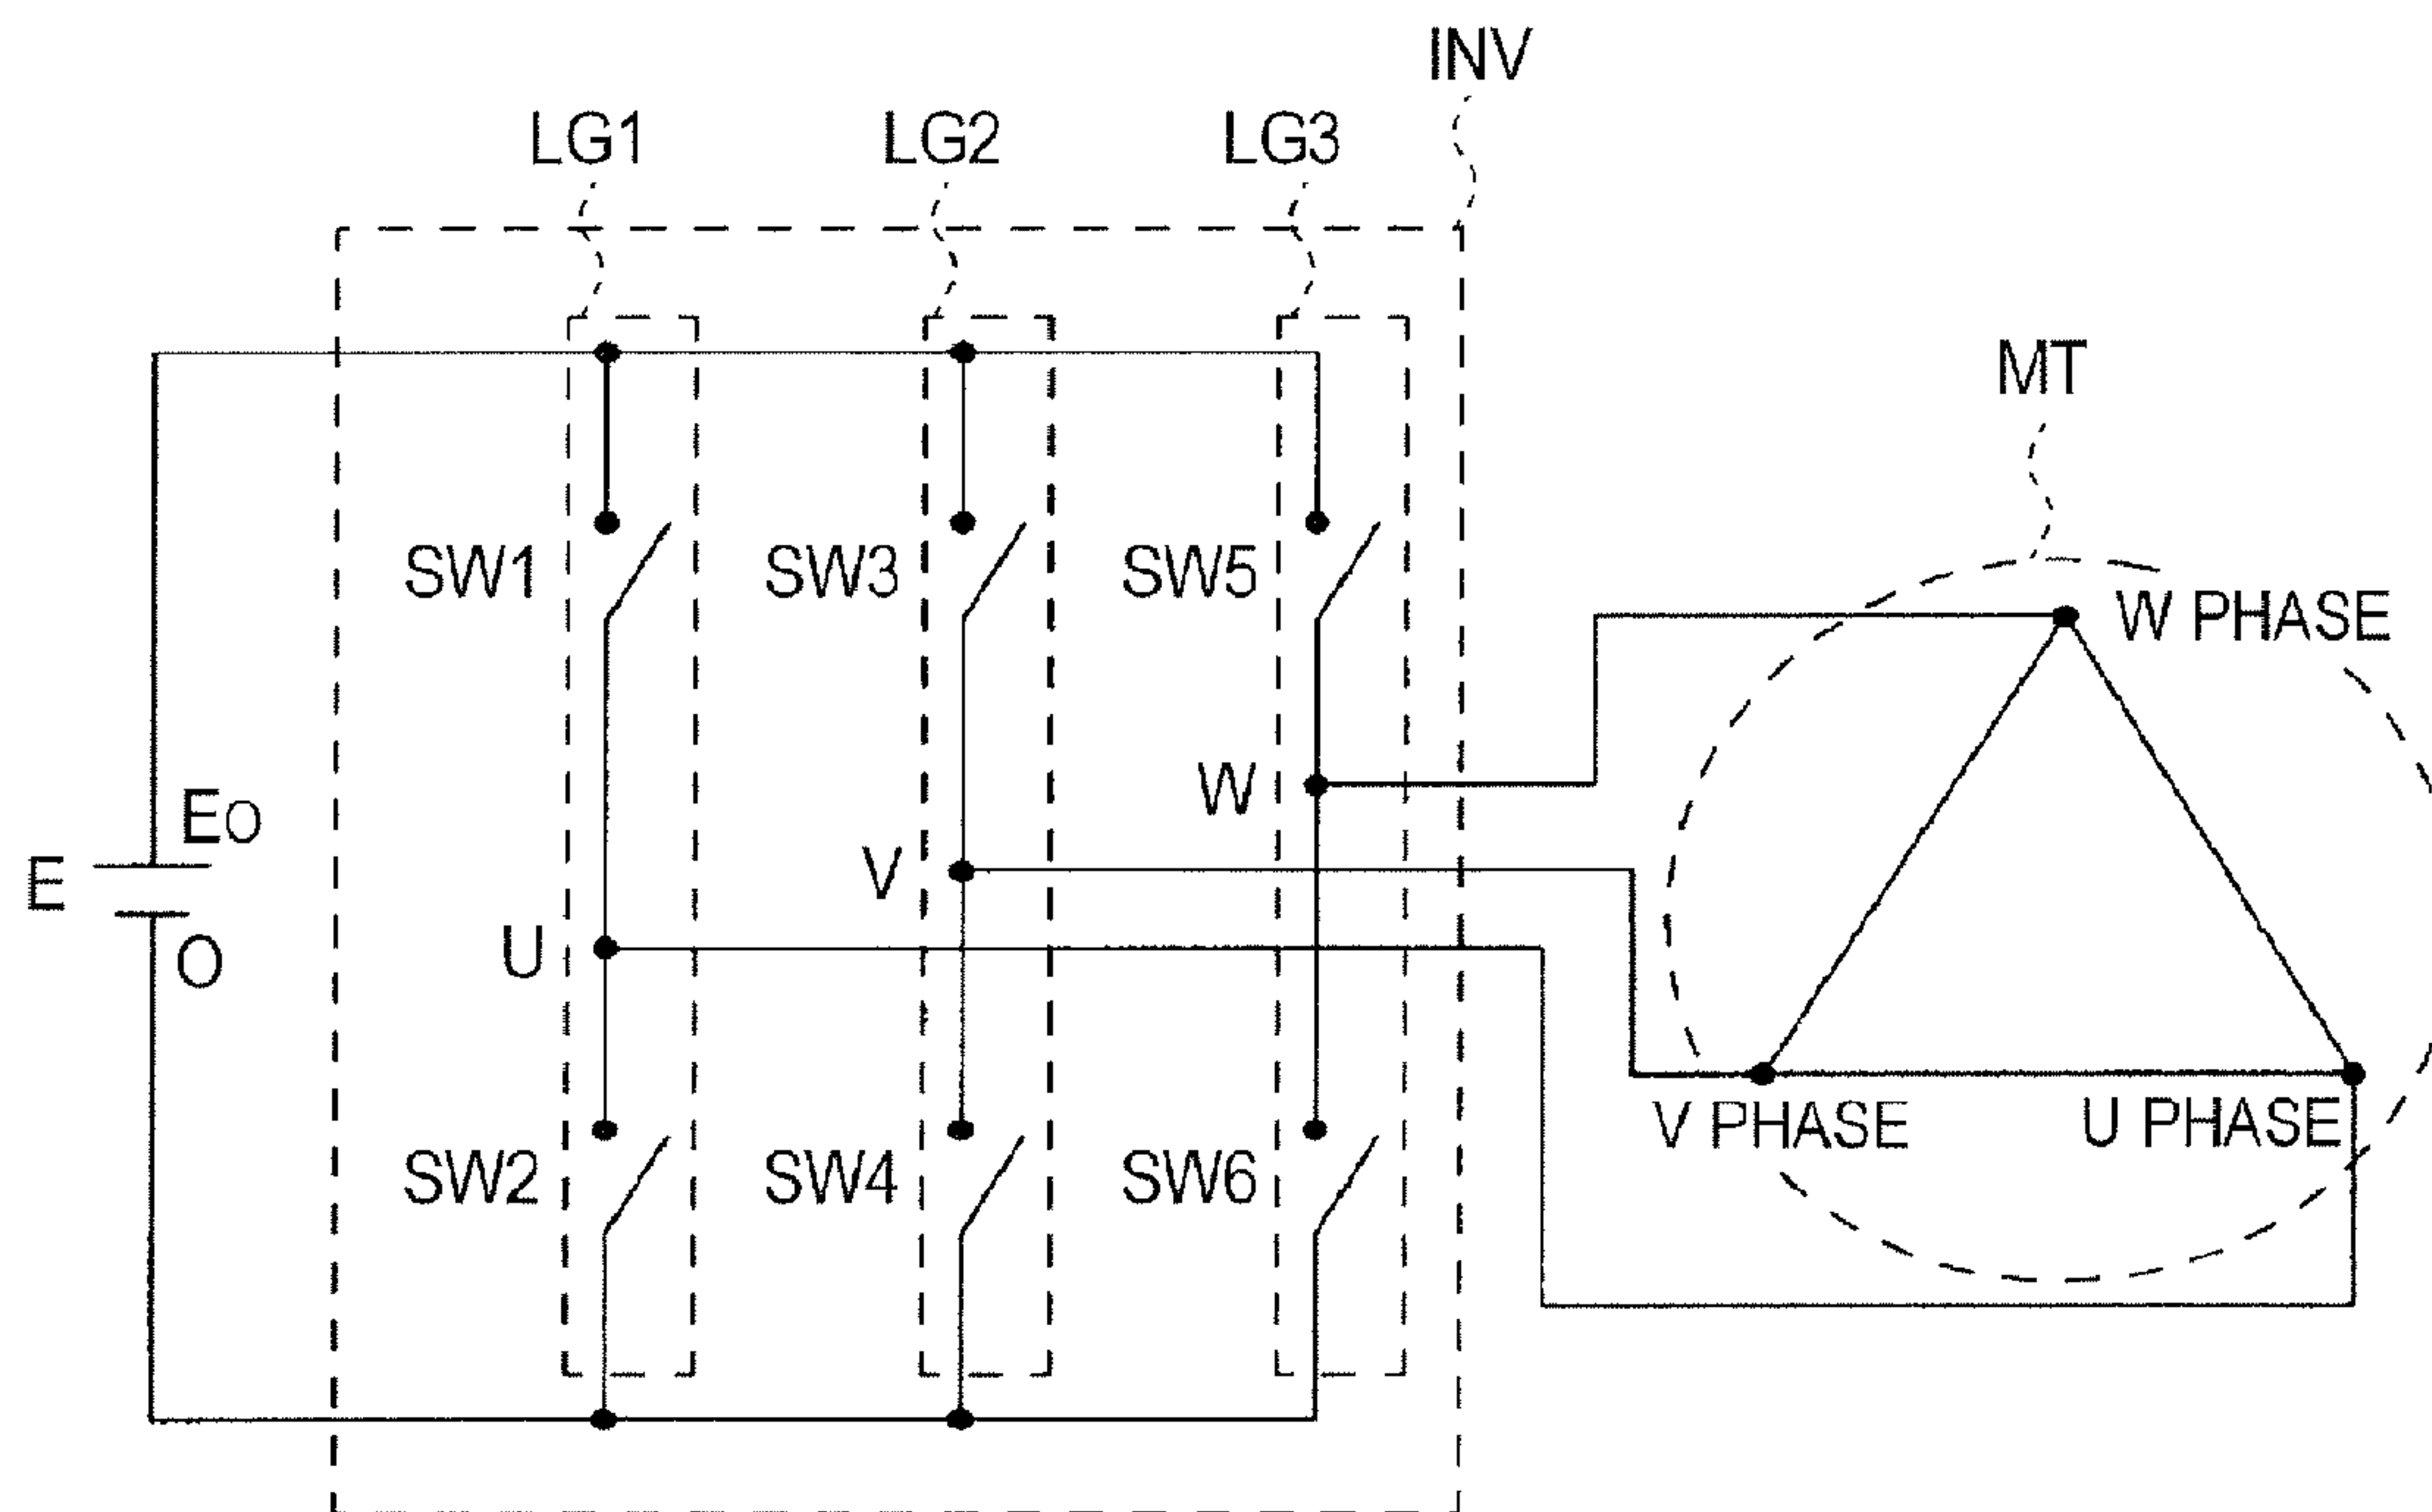 INV
LG1 LG2 LG3
MT
SW1 SW3 SW5
W PHASE
W
EO
E
V
U
O
V PHASE U PHASE
SW2 SW4 SW6